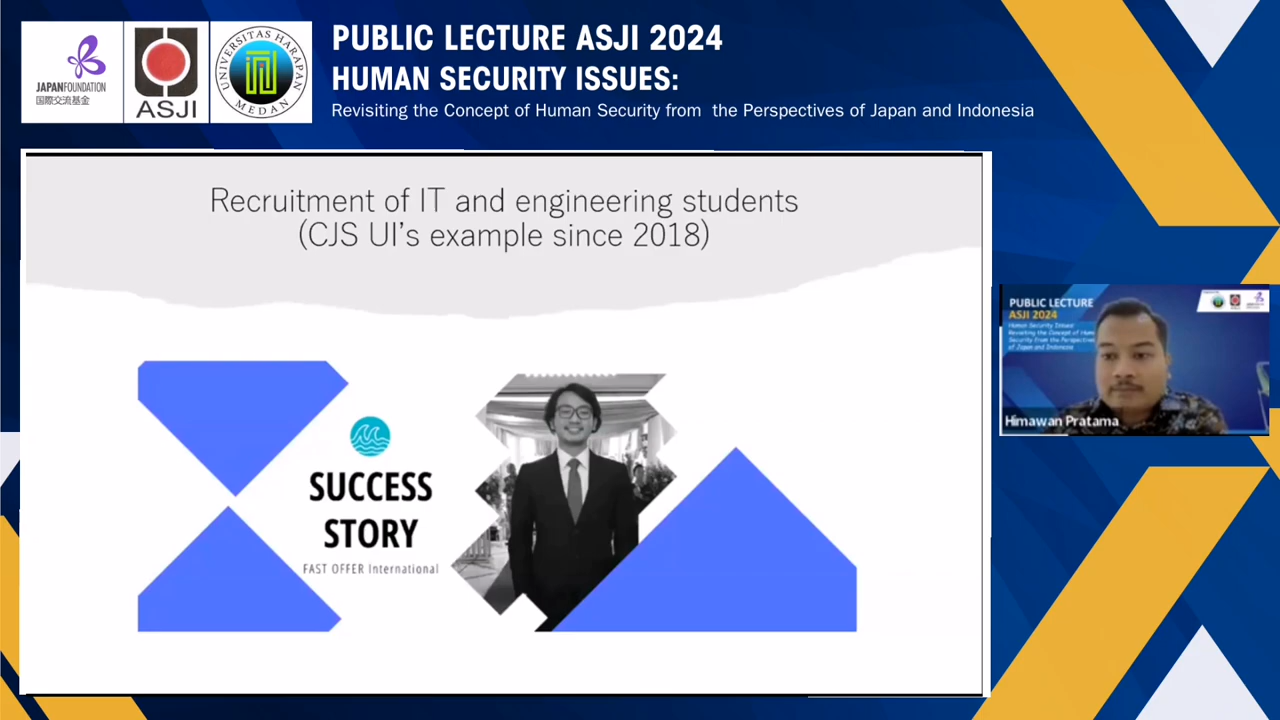 JAPANFOUNDATION
国際交流基金
ASJI
UNIVERSITAS HARAPAN
MEDAN
PUBLIC LECTURE ASJI 2024
HUMAN SECURITY ISSUES:
Revisiting the Concept of Human Security from the Perspectives of Japan and Indonesia
Recruitment of IT and engineering students
(CJS UI's example since 2018)
SUCCESS
STORY
FAST OFFER International
PUBLIC LECTURE
ASJI 2024
Human Security Issues:
Revisiting the Concept of Human
Security from the Perspectives
of Japan and Indonesia
Himawan Pratama